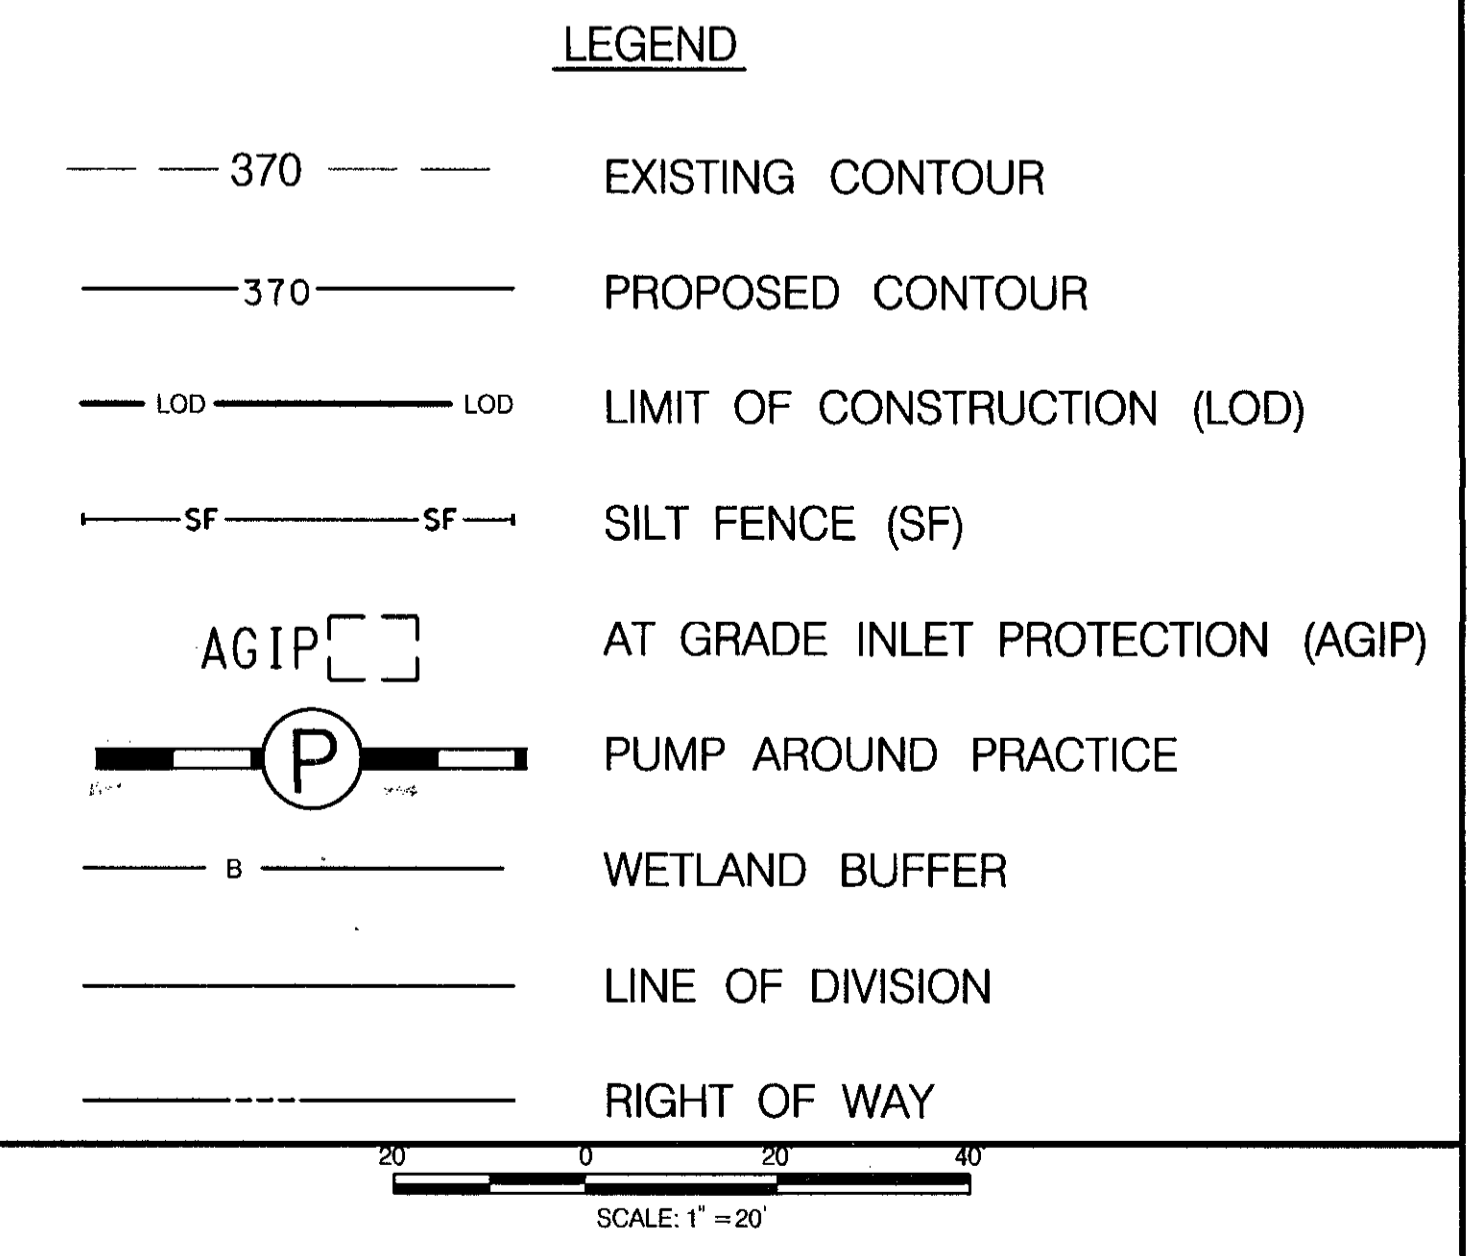 LEGEND
370 EXISTING CONTOUR
370 PROPOSED CONTOUR
LOD LOD LIMIT OF CONSTRUCTION (LOD)
SF SF SILT FENCE (SF)
AGIP AT GRADE INLET PROTECTION (AGIP)
P PUMP AROUND PRACTICE
B WETLAND BUFFER
LINE OF DIVISION
RIGHT OF WAY
20' 0 20' 40'
SCALE: 1" = 20'